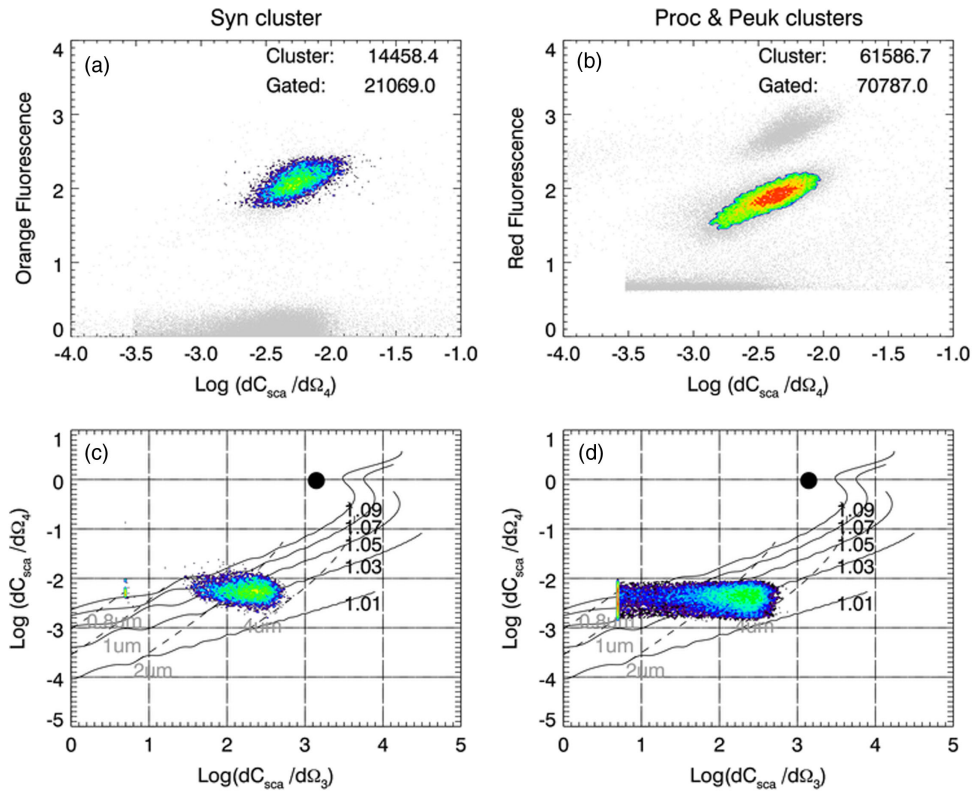 Syn cluster
(a)
Cluster: 14458.4
Gated: 21069.0
Orange Fluorescence
4
3
2
1
0
-4.0 -3.5 -3.0 -2.5 -2.0 -1.5 -1.0
Log (dCsca/dΩ4)
Proc & Peuk clusters
(b)
Cluster: 61586.7
Gated: 70787.0
Red Fluorescence
4
3
2
1
0
-4.0 -3.5 -3.0 -2.5 -2.0 -1.5 -1.0
Log (dCsca/dΩ4)
(c)
Log (dCsca/dΩ4)
1
0
-1
-2
-3
-4
-5
1.09
1.07
1.05
1.03
1.01
0.8um
1um
2um
4um
0 1 2 3 4 5
Log(dCsca/dΩ3)
(d)
Log (dCsca/dΩ4)
1
0
-1
-2
-3
-4
-5
1.09
1.07
1.05
1.03
1.01
0.8um
1um
2um
4um
0 1 2 3 4 5
Log(dCsca/dΩ3)